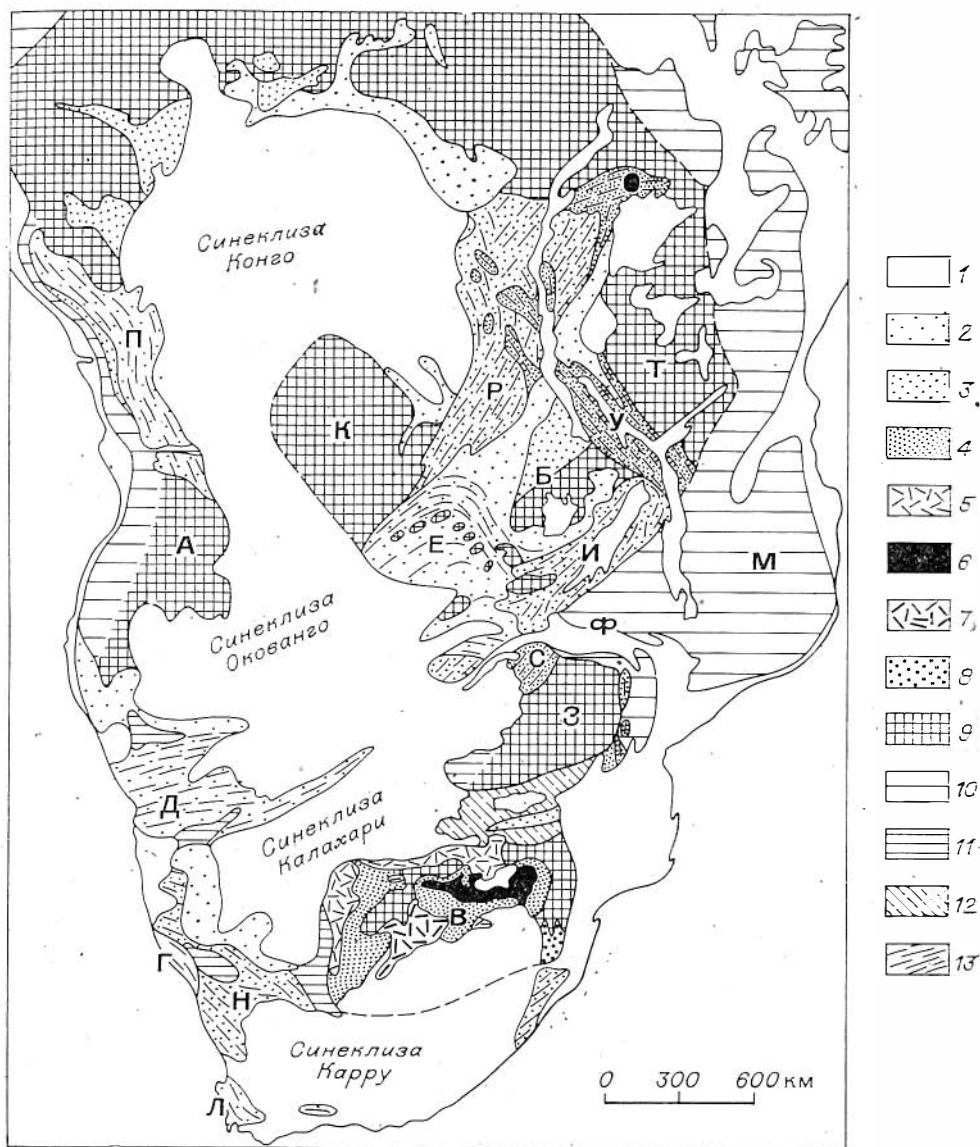 Синеклиза
Конго
П
Р
Т
К
У
Б
А
Е
И
М
Синеклиза
Окованго
Ф
С
З
Д
Синеклиза
Калахари
В
Г
Н
Синеклиза
Карру
Л
0 300 600 км
1
2
3
4
5
6
7
8
9
10
11
12
13